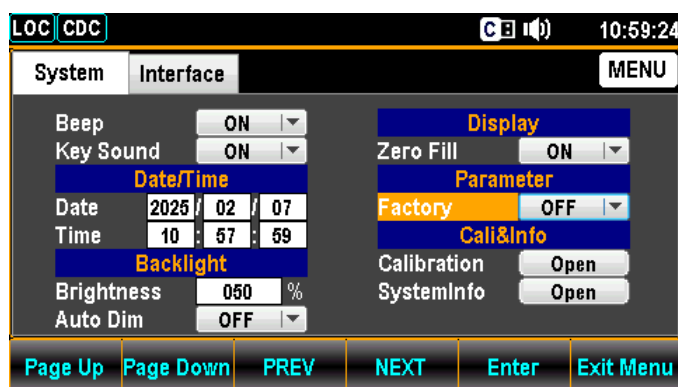 LOC CDC C 10:59:24
System Interface MENU
Beep ON
Key Sound ON
Date/Time
Date 2025 / 02 / 07
Time 10 : 57 : 59
Backlight
Brightness 050 %
Auto Dim OFF
Display
Zero Fill ON
Parameter
Factory OFF
Cali&Info
Calibration Open
SystemInfo Open
Page Up Page Down PREV NEXT Enter Exit Menu